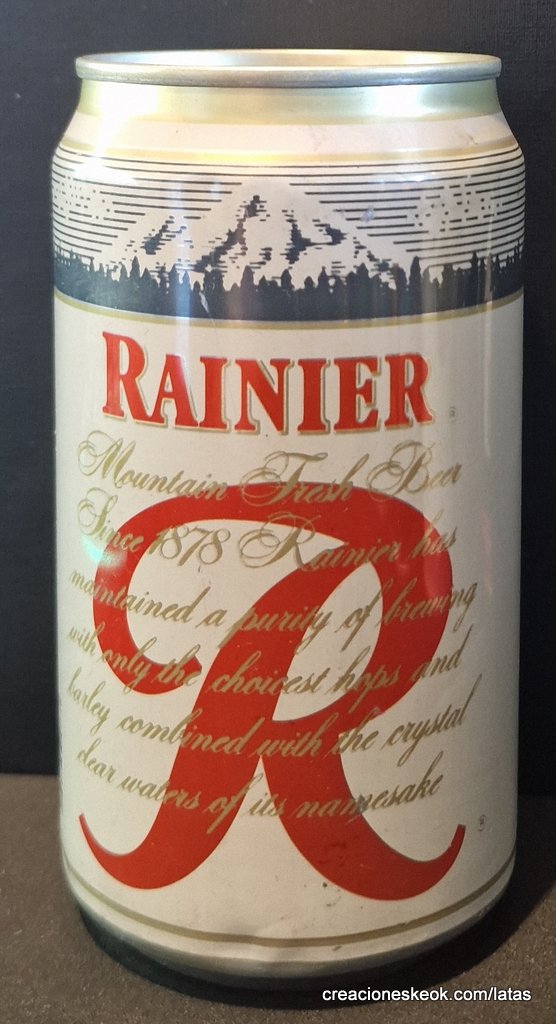 RAINIER
Mountain Fresh Beer
Since 1878 Rainier has
maintained a purity of brewing
with only the choicest hops and
barley combined with the crystal
clear waters of its namesake
R
®
creacioneskeok.com/latas